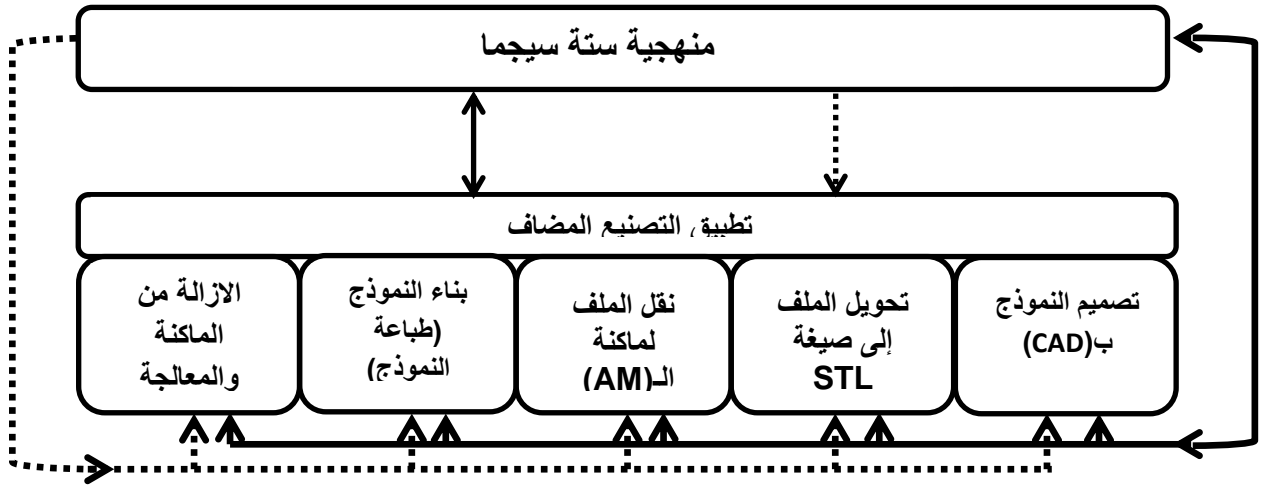 منهجية ستة سيجما
تطبيق التصنيع المضاف
تصميم النموذج
ب(CAD)
تحويل الملف
إلى صيغة
STL
نقل الملف
لماكنة
الـ(AM)
بناء النموذج
(طباعة
النموذج)
الازالة من
الماكنة
والمعالجة